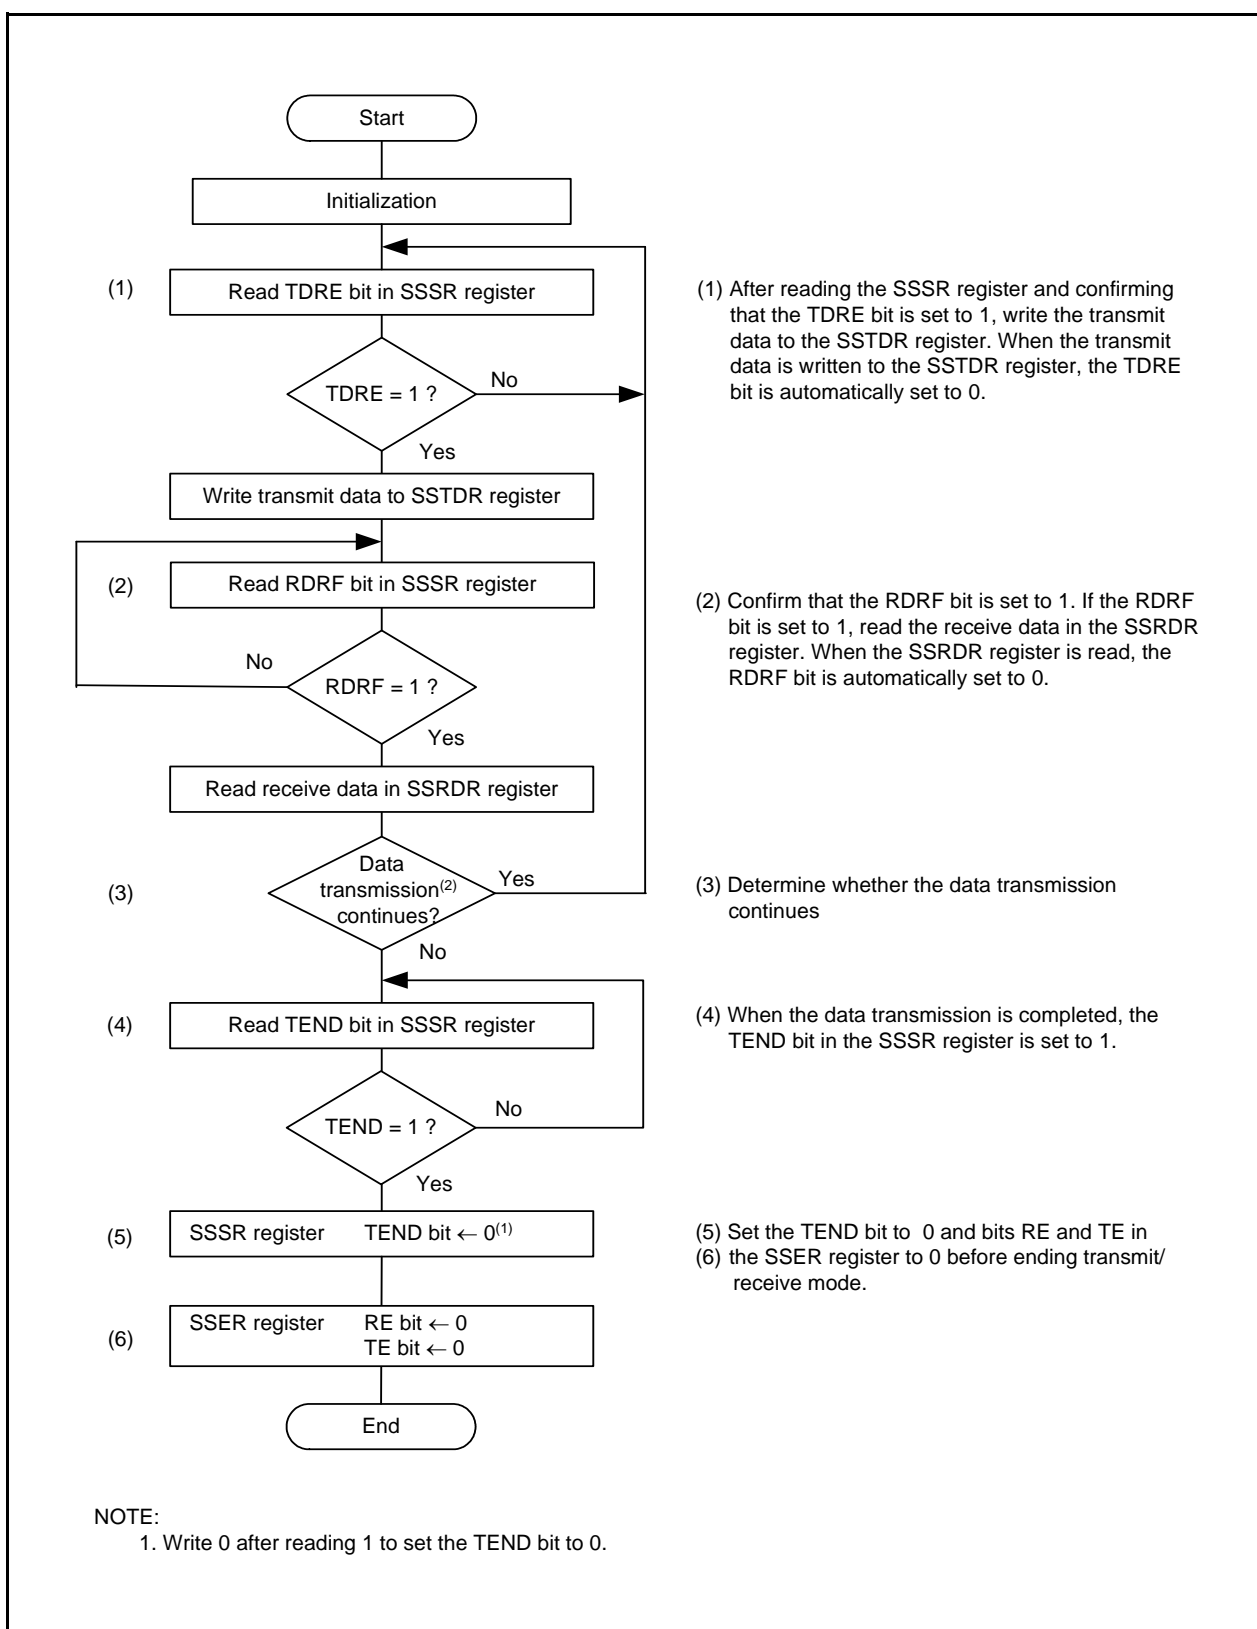 Start
Initialization
(1)
Read TDRE bit in SSSR register
TDRE = 1 ?
No
Yes
(1) After reading the SSSR register and confirming
that the TDRE bit is set to 1, write the transmit
data to the SSTDR register. When the transmit
data is written to the SSTDR register, the TDRE
bit is automatically set to 0.
Write transmit data to SSTDR register
(2)
Read RDRF bit in SSSR register
No
RDRF = 1 ?
Yes
(2) Confirm that the RDRF bit is set to 1. If the RDRF
bit is set to 1, read the receive data in the SSRDR
register. When the SSRDR register is read, the
RDRF bit is automatically set to 0.
Read receive data in SSRDR register
(3)
Data
transmission(2)
continues?
Yes
No
(3) Determine whether the data transmission
continues
(4)
Read TEND bit in SSSR register
(4) When the data transmission is completed, the
TEND bit in the SSSR register is set to 1.
TEND = 1 ?
No
Yes
(5)
SSSR register TEND bit ← 0(1)
(5) Set the TEND bit to 0 and bits RE and TE in
(6) the SSER register to 0 before ending transmit/
receive mode.
(6)
SSER register RE bit ← 0
TE bit ← 0
End
NOTE:
1. Write 0 after reading 1 to set the TEND bit to 0.